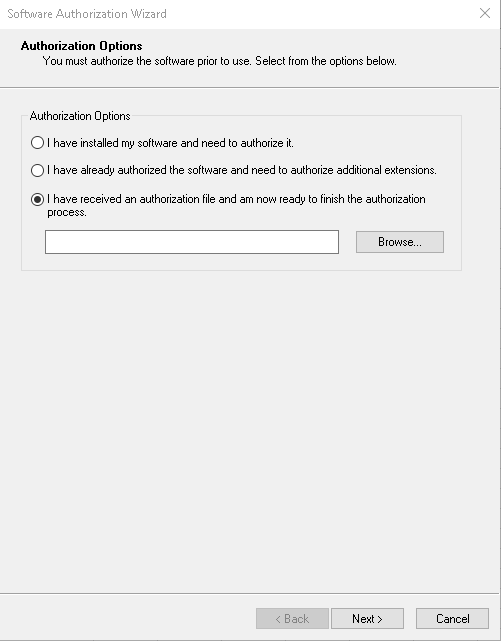 Software Authorization Wizard
Authorization Options
You must authorize the software prior to use. Select from the options below.
Authorization Options
I have installed my software and need to authorize it.
I have already authorized the software and need to authorize additional extensions.
I have received an authorization file and am now ready to finish the authorization
process.
Browse...
< Back
Next >
Cancel